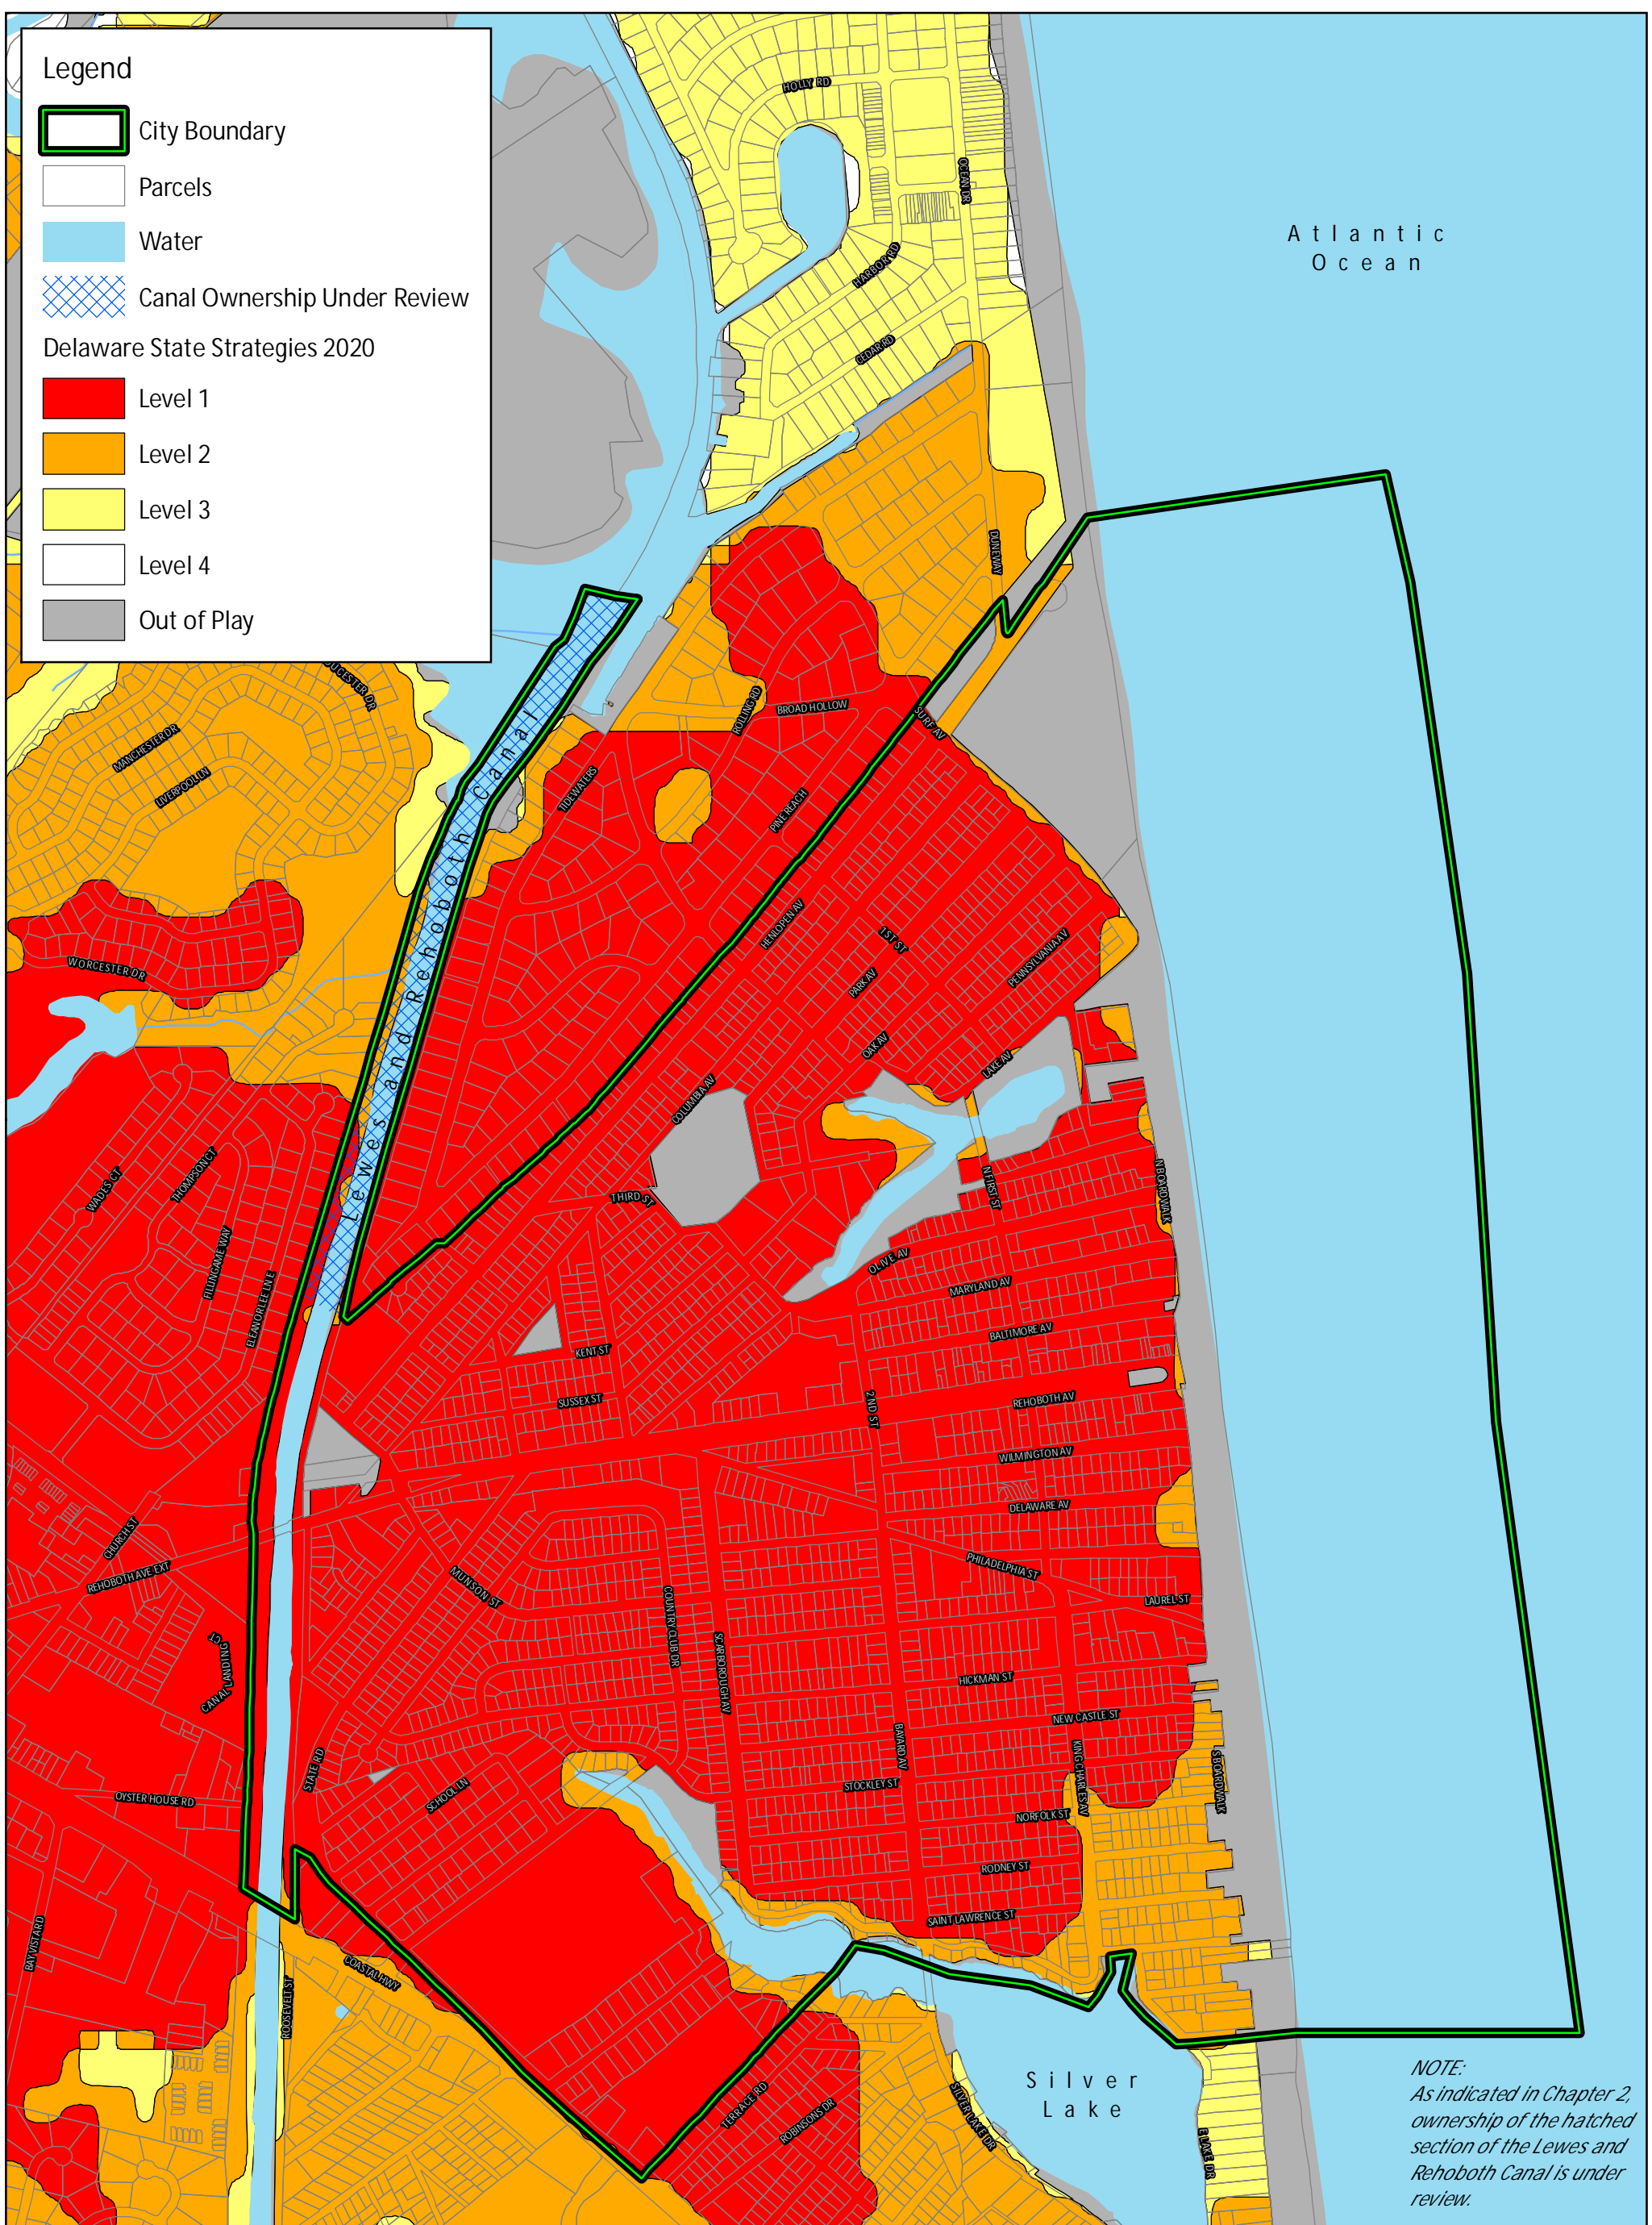 Legend
City Boundary
Parcels
Water
Canal Ownership Under Review
Delaware State Strategies 2020
Level 1
Level 2
Level 3
Level 4
Out of Play
HOLLY RD
OCEAN DR
HARBOR RD
CEDAR RD
Atlantic
Ocean
DUNEWAY
MANCHESTER DR
LIVERPOOL LN
ROLLING RD
BROAD HOLLOW
SURF AV
TIDEWATERS
PINE REACH
Lewes and Rehoboth Canal
HENLOPEN AV
1ST ST
PARK AV
PENNSYLVANIA AV
WORCESTER DR
OAK AV
LAKE AV
COLUMBIA AV
WADES CT
THOMPSON CT
THIRD ST
N FIRST ST
N BOARDWALK
FILLINGAME WAY
ELEANORLEE LN E
OLIVE AV
MARYLAND AV
BALTIMORE AV
KENT ST
SUSSEX ST
2ND ST
REHOBOTH AV
WILMINGTON AV
DELAWARE AV
CHURCH ST
REHOBOTH AVE EXT
MUNSON ST
COUNTRY CLUB DR
PHILADELPHIA ST
LAUREL ST
CANAL LANDING CT
SCARBOROUGH AV
HICKMAN ST
NEW CASTLE ST
BAYARD AV
KING CHARLES AV
S BOARDWALK
STATE RD
SCHOOL LN
STOCKLEY ST
OYSTER HOUSE RD
NORFOLK ST
RODNEY ST
SAINT LAWRENCE ST
BAY VISTA RD
COASTAL HWY
ROOSEVELT ST
TERRACE RD
ROBINSONS DR
SILVER LAKE DR
Silver
Lake
E LAKE DR
NOTE:
As indicated in Chapter 2,
ownership of the hatched
section of the Lewes and
Rehoboth Canal is under
review.